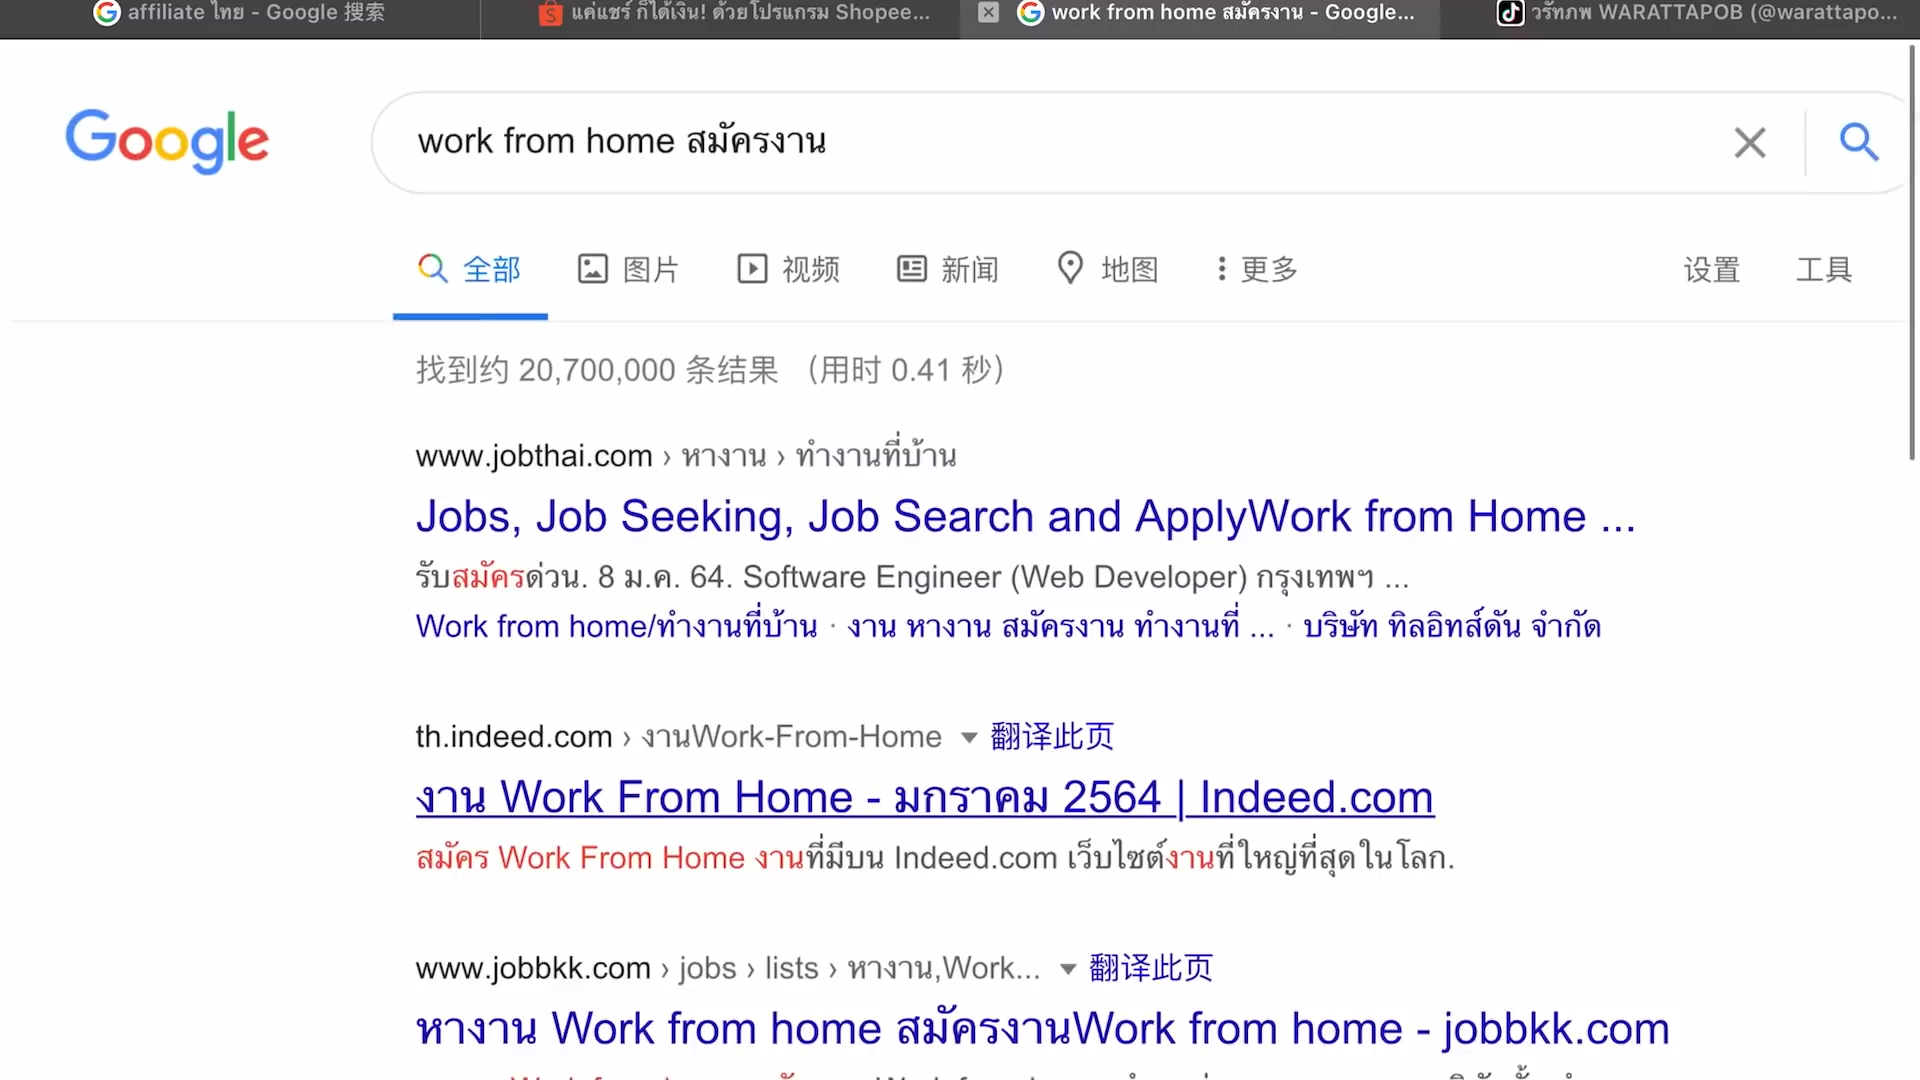 affiliate ไทย - Google 搜索
แค่แชร์ ก็ได้เงิน! ด้วยโปรแกรม Shopee...
work from home สมัครงาน - Google...
วรัทภพ WARATTAPOB (@warattapo...
Google
work from home สมัครงาน
全部
图片
视频
新闻
地图
更多
设置
工具
找到约 20,700,000 条结果 （用时 0.41 秒）
www.jobthai.com › หางาน › ทำงานที่บ้าน
Jobs, Job Seeking, Job Search and ApplyWork from Home ...
รับสมัครด่วน. 8 ม.ค. 64. Software Engineer (Web Developer) กรุงเทพฯ ...
Work from home/ทำงานที่บ้าน · งาน หางาน สมัครงาน ทำงานที่ ... · บริษัท ทิลอิทส์ดัน จำกัด
th.indeed.com › งานWork-From-Home 翻译此页
งาน Work From Home - มกราคม 2564 | Indeed.com
สมัคร Work From Home งานที่มีบน Indeed.com เว็บไซต์งานที่ใหญ่ที่สุดในโลก.
www.jobbkk.com › jobs › lists › หางาน,Work... 翻译此页
หางาน Work from home สมัครงานWork from home - jobbkk.com